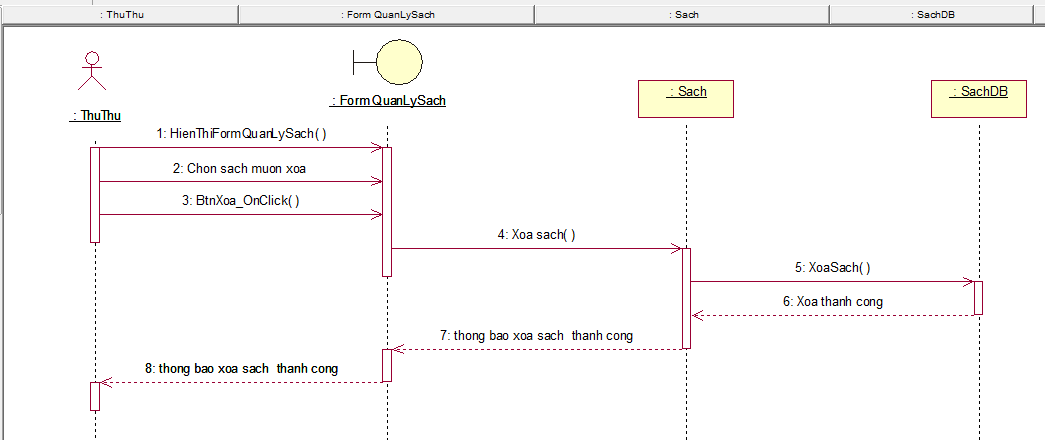 : ThuThu
: Form QuanLySach
: Sach
: SachDB
: ThuThu
: Form QuanLySach
: Sach
: SachDB
1: HienThiFormQuanLySach( )
2: Chon sach muon xoa
3: BtnXoa_OnClick( )
4: Xoa sach( )
5: XoaSach( )
6: Xoa thanh cong
7: thong bao xoa sach  thanh cong
8: thong bao xoa sach  thanh cong